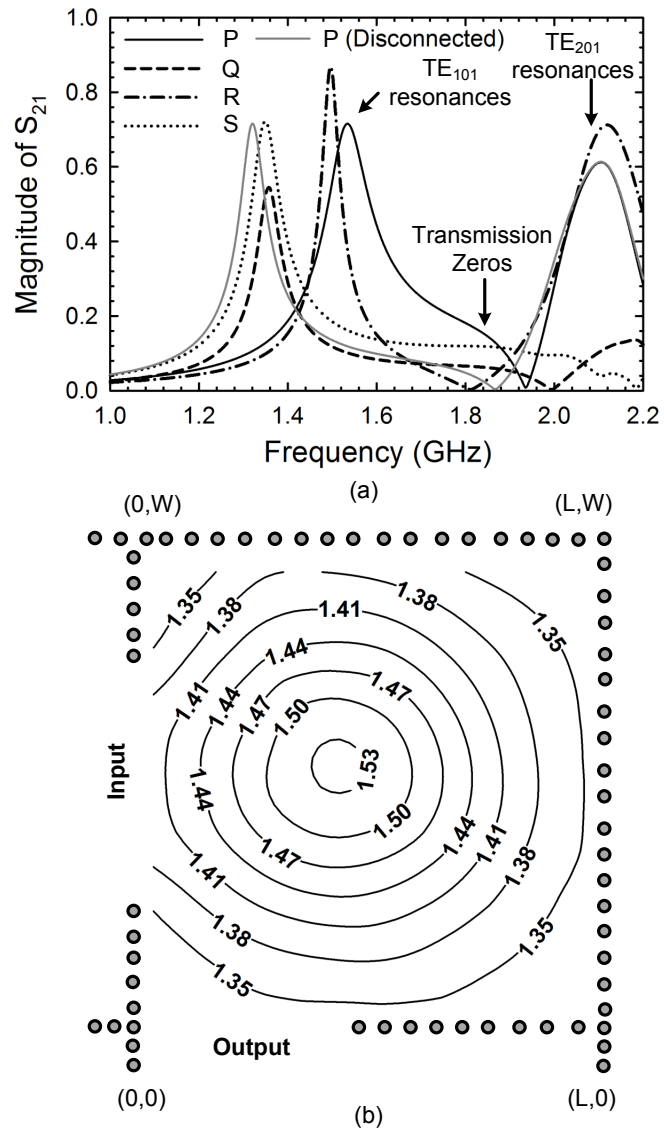 1.0
0.8
0.6
0.4
0.2
0.0
Magnitude of S21
P
P (Disconnected)
Q
R
S
TE101
resonances
TE201
resonances
Transmission
Zeros
1.0 1.2 1.4 1.6 1.8 2.0 2.2
Frequency (GHz)
(a)
(0,W)
(L,W)
1.35
1.38
1.38
1.35
1.41
1.44
1.41
1.44
1.47
1.47
1.50
1.53
Input
1.44
1.50
1.44
1.41
1.47
1.41
1.38
1.38
1.35
1.35
Output
(0,0)
(L,0)
(b)